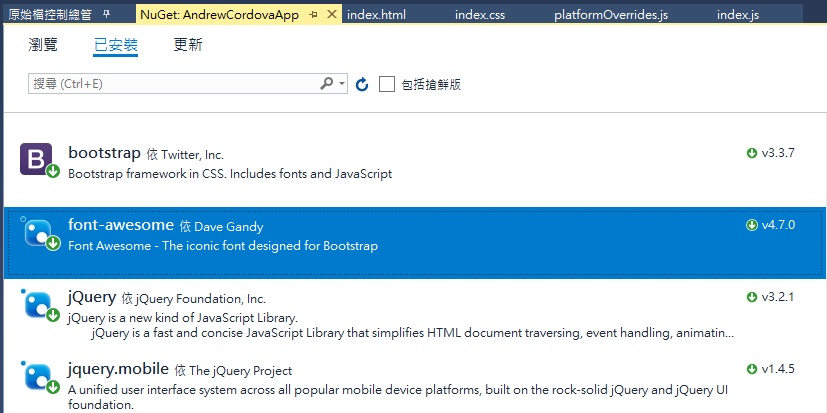 原始檔控制總管 NuGet: AndrewCordovaApp index.html index.css platformOverrides.js index.js
瀏覽 已安裝 更新
搜尋 (Ctrl+E) 包括搶鮮版
B bootstrap 依 Twitter, Inc. v3.3.7
Bootstrap framework in CSS. Includes fonts and JavaScript
font-awesome 依 Dave Gandy v4.7.0
Font Awesome - The iconic font designed for Bootstrap
jQuery 依 jQuery Foundation, Inc. v3.2.1
jQuery is a new kind of JavaScript Library.
jQuery is a fast and concise JavaScript Library that simplifies HTML document traversing, event handling, animatin...
jquery.mobile 依 The jQuery Project v1.4.5
A unified user interface system across all popular mobile device platforms, built on the rock-solid jQuery and jQuery UI
foundation.